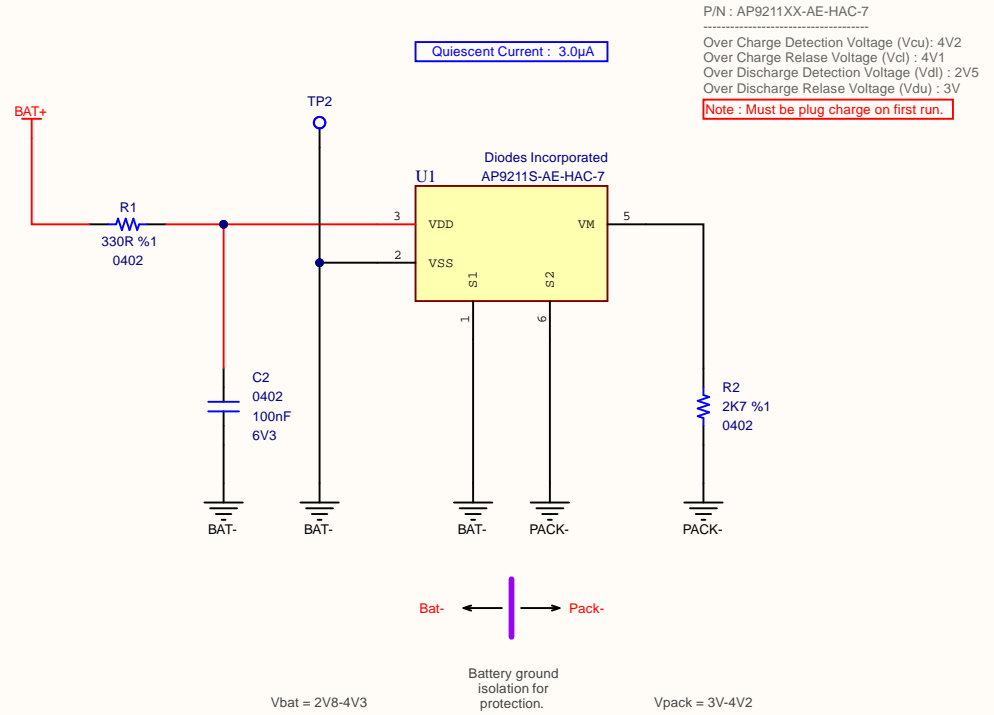 P/N : AP9211XX-AE-HAC-7
-------------------------------------
Over Charge Detection Voltage (Vcu): 4V2
Over Charge Relase Voltage (Vcl) : 4V1
Over Discharge Detection Voltage (Vdl) : 2V5
Over Discharge Relase Voltage (Vdu) : 3V
Note : Must be plug charge on first run.
Quiescent Current : 3.0µA
BAT+
TP2
Diodes Incorporated
U1
AP9211S-AE-HAC-7
R1
330R %1
0402
3
VDD
VM
5
2
VSS
S1
S2
1
6
C2
0402
100nF
6V3
R2
2K7 %1
0402
BAT-
BAT-
BAT-
PACK-
PACK-
Bat-
Pack-
Battery ground
isolation for
protection.
Vbat = 2V8-4V3
Vpack = 3V-4V2